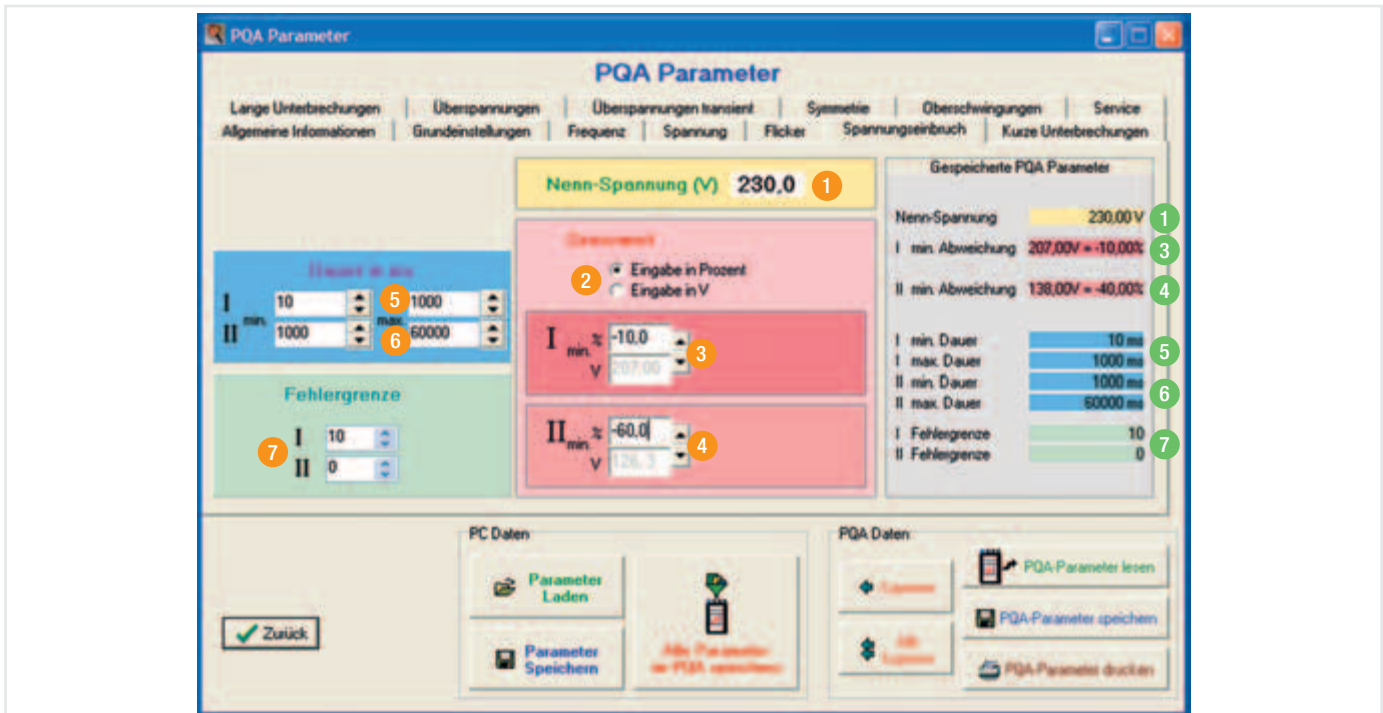 PQA Parameter
PQA Parameter
Lange Unterbrechungen Überspannungen Überspannungen transient Symmetrie Oberschwingungen Service
Allgemeine Informationen Grundeinstellungen Frequenz Spannung Flicker Spannungseinbruch Kurze Unterbrechungen
Nenn-Spannung (V) 230,0 1
Grenzwert
2
Eingabe in Prozent
Eingabe in V
Dauer in ms
I 10 5 1000
min. max.
II 1000 6 60000
I min. % -10,0 3
V 207,00
Fehlergrenze
I 10
7
II 0
II min. % -60,0 4
V 126,3
Gespeicherte PQA Parameter
Nenn-Spannung 230,00 V 1
I min. Abweichung 207,00V = -10,00% 3
II min. Abweichung 138,00V = -40,00% 4
I min. Dauer 10 ms
5
I max. Dauer 1000 ms
II min. Dauer 1000 ms
6
II max. Dauer 60000 ms
I Fehlergrenze 10
7
II Fehlergrenze 0
Zurück
PC Daten
Parameter
Laden
Parameter
Speichern
Alle Parameter
PQA Daten
PQA-Parameter lesen
PQA-Parameter speichern
PQA-Parameter drucken